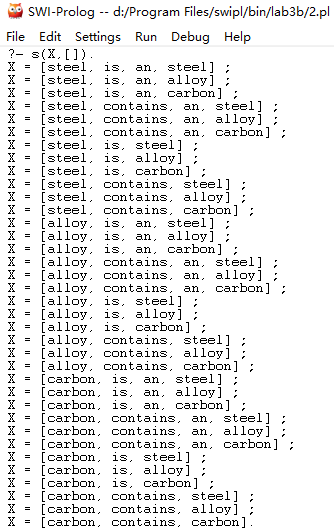 SWI-Prolog -- d:/Program Files/swipl/bin/lab3b/2.pl
File Edit Settings Run Debug Help
?- s(X,[]).
X = [steel, is, an, steel] ;
X = [steel, is, an, alloy] ;
X = [steel, is, an, carbon] ;
X = [steel, contains, an, steel] ;
X = [steel, contains, an, alloy] ;
X = [steel, contains, an, carbon] ;
X = [steel, is, steel] ;
X = [steel, is, alloy] ;
X = [steel, is, carbon] ;
X = [steel, contains, steel] ;
X = [steel, contains, alloy] ;
X = [steel, contains, carbon] ;
X = [alloy, is, an, steel] ;
X = [alloy, is, an, alloy] ;
X = [alloy, is, an, carbon] ;
X = [alloy, contains, an, steel] ;
X = [alloy, contains, an, alloy] ;
X = [alloy, contains, an, carbon] ;
X = [alloy, is, steel] ;
X = [alloy, is, alloy] ;
X = [alloy, is, carbon] ;
X = [alloy, contains, steel] ;
X = [alloy, contains, alloy] ;
X = [alloy, contains, carbon] ;
X = [carbon, is, an, steel] ;
X = [carbon, is, an, alloy] ;
X = [carbon, is, an, carbon] ;
X = [carbon, contains, an, steel] ;
X = [carbon, contains, an, alloy] ;
X = [carbon, contains, an, carbon] ;
X = [carbon, is, steel] ;
X = [carbon, is, alloy] ;
X = [carbon, is, carbon] ;
X = [carbon, contains, steel] ;
X = [carbon, contains, alloy] ;
X = [carbon, contains, carbon].